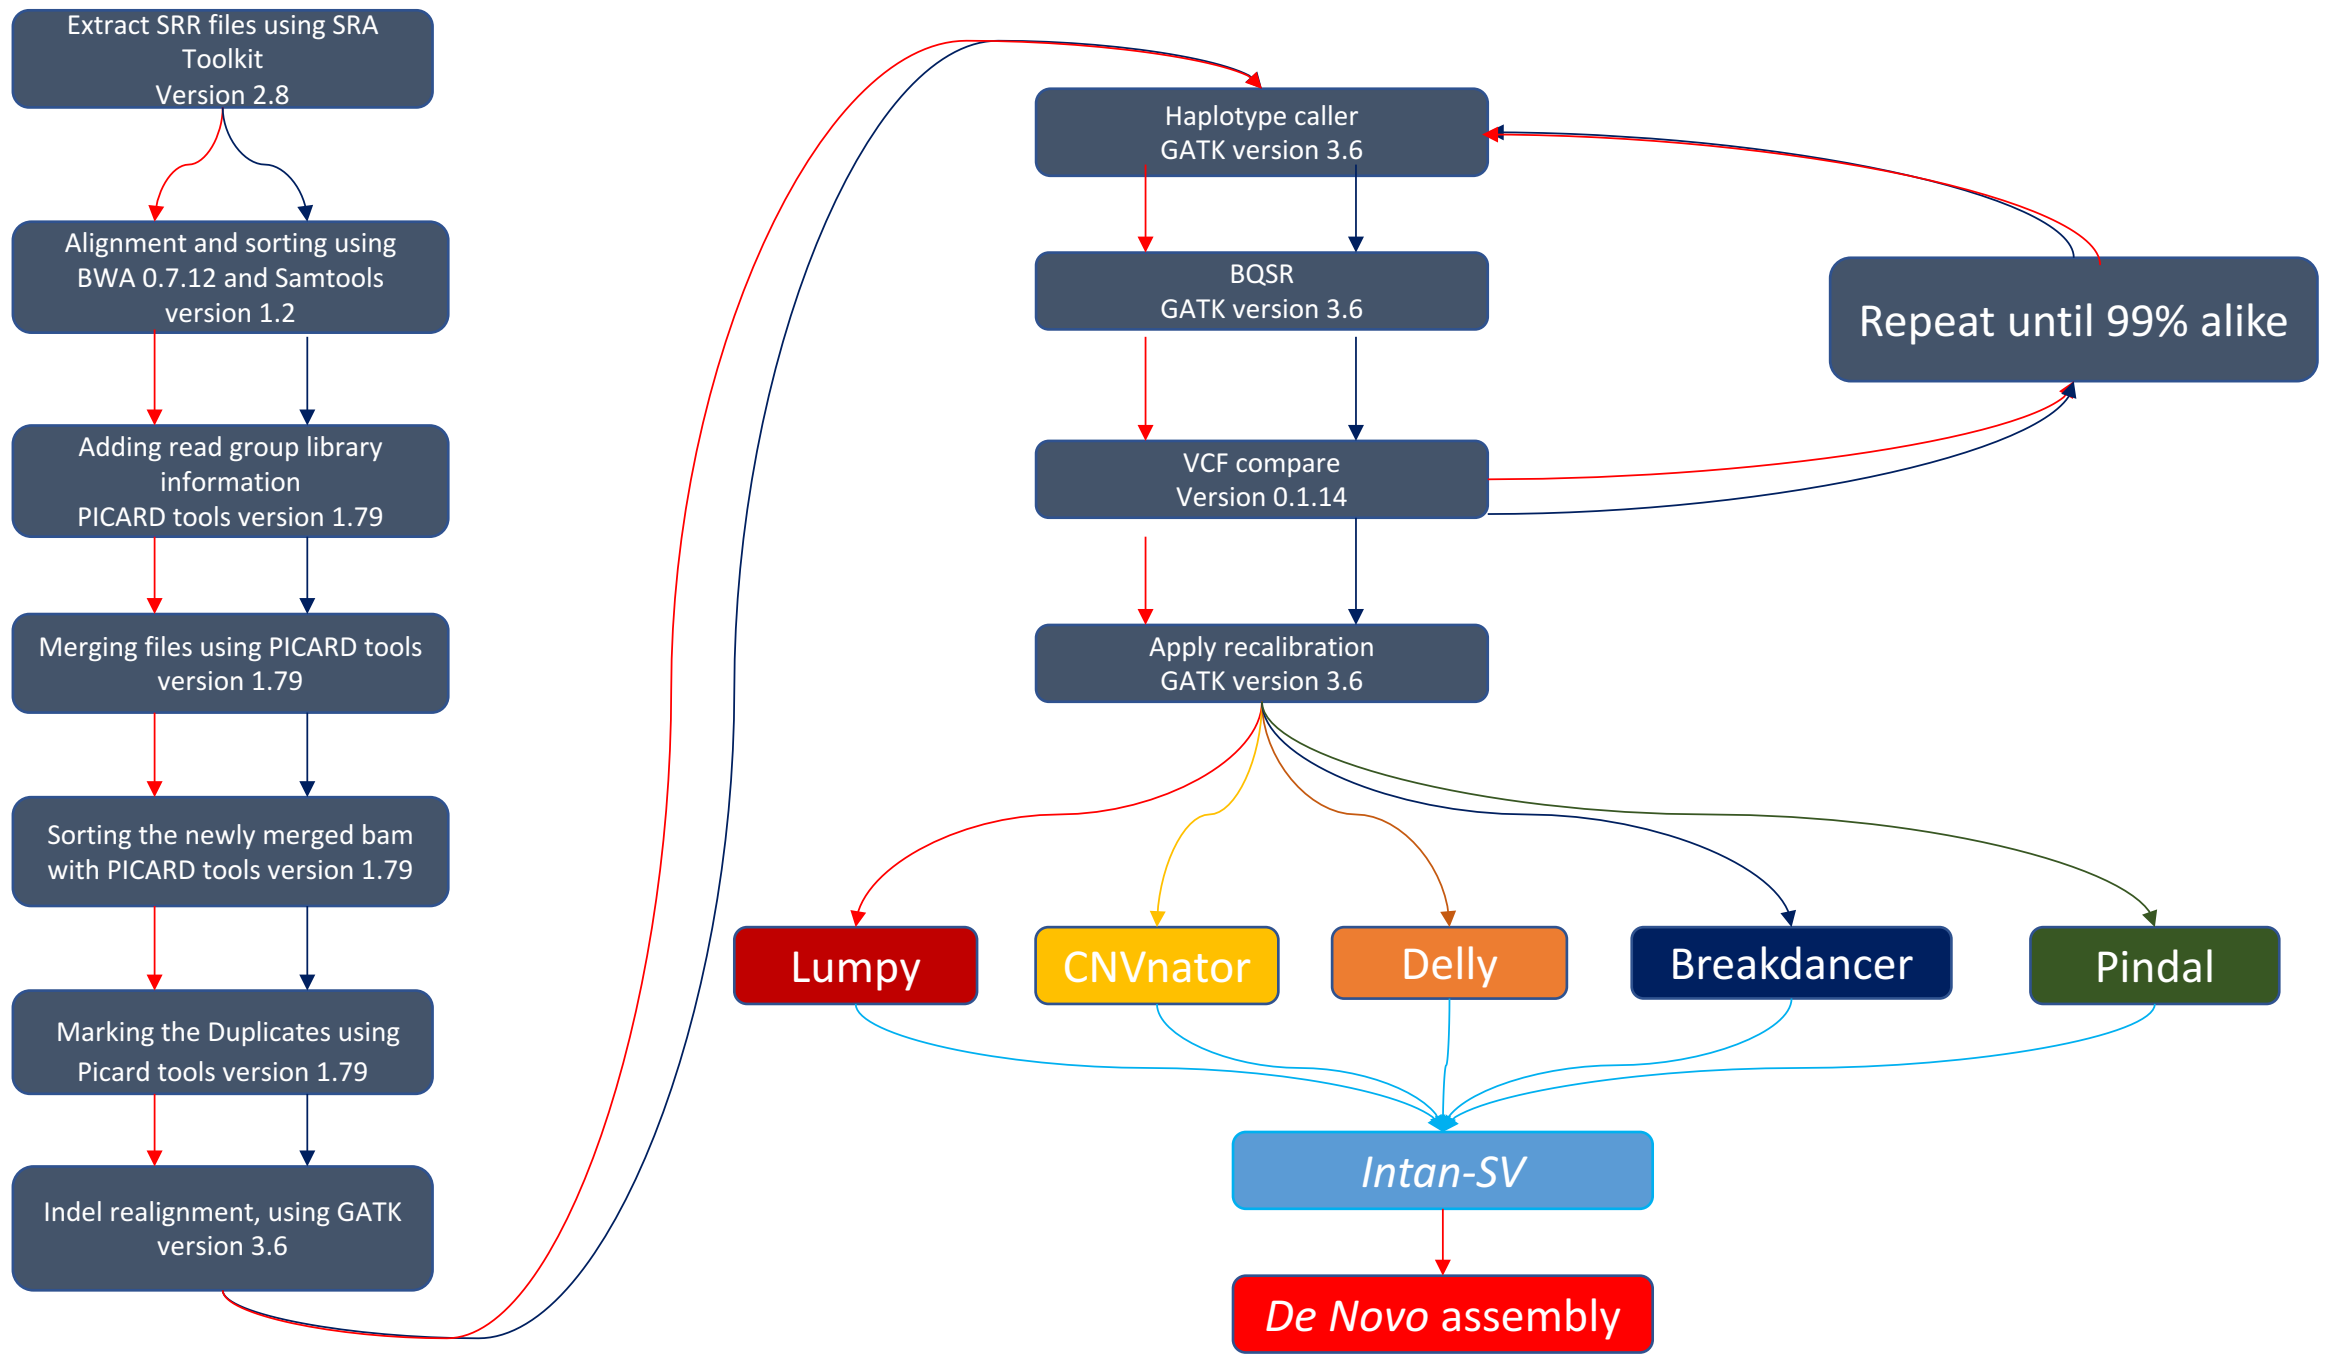 Extract SRR files using SRA
Toolkit
Version 2.8
Alignment and sorting using
BWA 0.7.12 and Samtools
version 1.2
Adding read group library
information
PICARD tools version 1.79
Merging files using PICARD tools
version 1.79
Sorting the newly merged bam
with PICARD tools version 1.79
Marking the Duplicates using
Picard tools version 1.79
Indel realignment, using GATK
version 3.6
Haplotype caller
GATK version 3.6
BQSR
GATK version 3.6
VCF compare
Version 0.1.14
Repeat until 99% alike
Apply recalibration
GATK version 3.6
Lumpy
CNVnator
Delly
Breakdancer
Pindal
Intan-SV
De Novo assembly